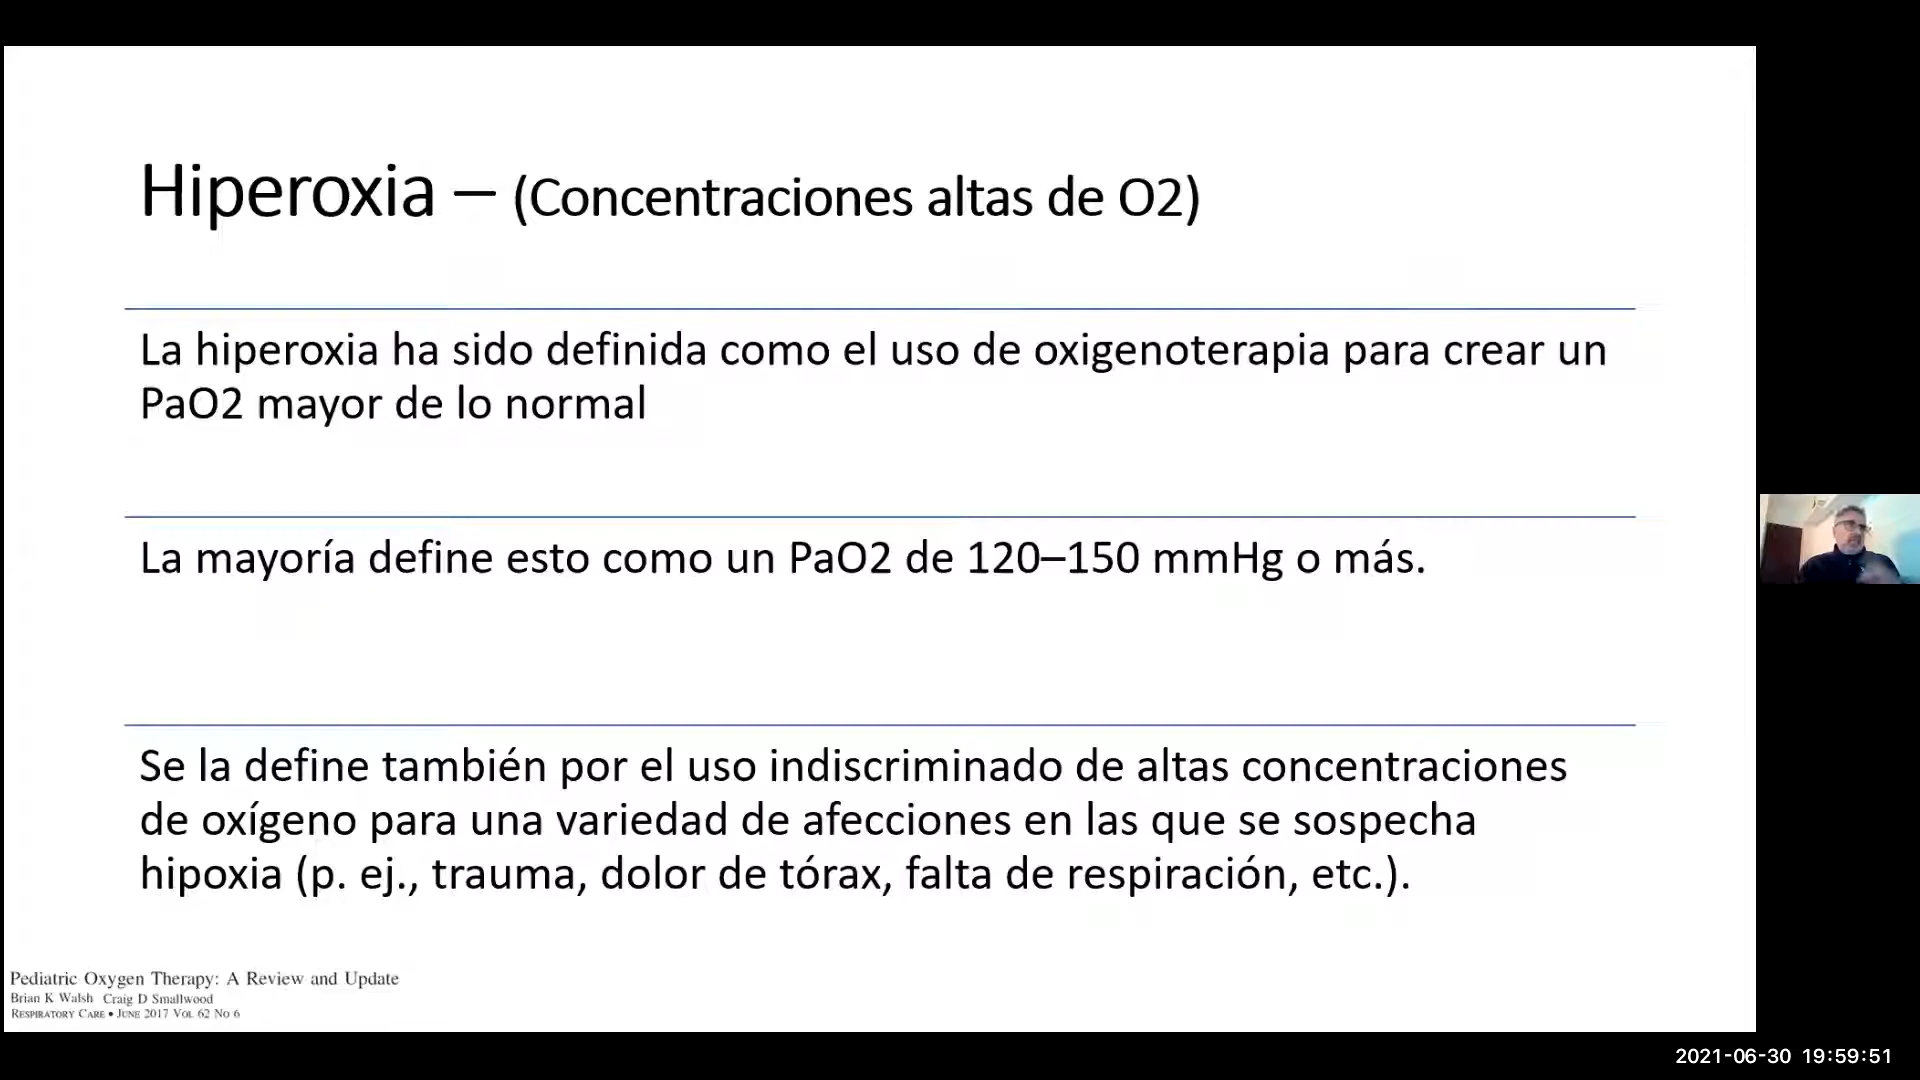 Hiperoxia – (Concentraciones altas de O2)
La hiperoxia ha sido definida como el uso de oxigenoterapia para crear un
PaO2 mayor de lo normal
La mayoría define esto como un PaO2 de 120–150 mmHg o más.
Se la define también por el uso indiscriminado de altas concentraciones
de oxígeno para una variedad de afecciones en las que se sospecha
hipoxia (p. ej., trauma, dolor de tórax, falta de respiración, etc.).
Pediatric Oxygen Therapy: A Review and Update
Brian K Walsh Craig D Smallwood
RESPIRATORY CARE • JUNE 2017 VOL 62 NO 6
2021-06-30 19:59:51